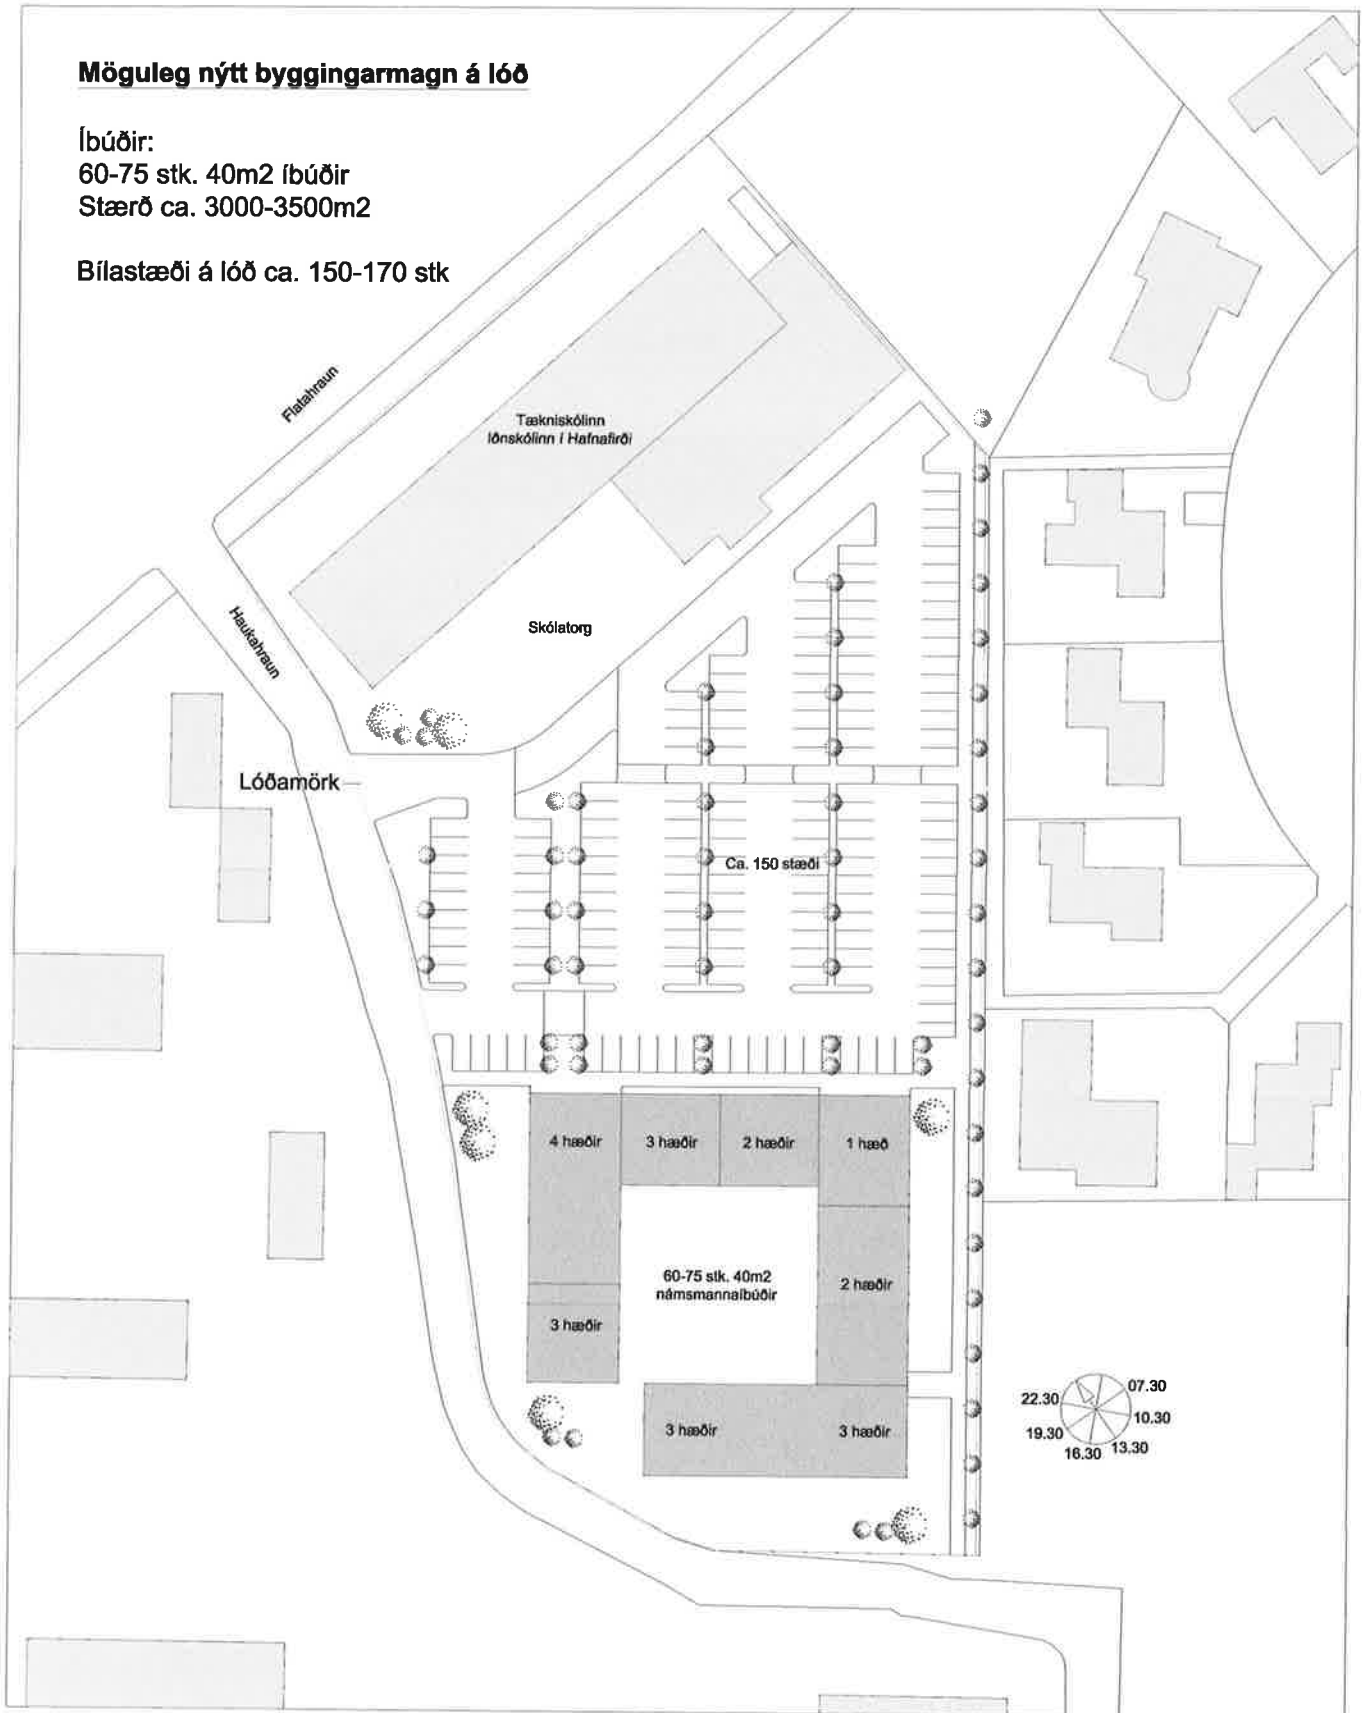 Möguleg nýtt byggingarmagn á lóð
Íbúðir:
60-75 stk. 40m2 íbúðir
Stærð ca. 3000-3500m2
Bílastæði á lóð ca. 150-170 stk
Flatahraun
Tækniskólinn
Iðnskólinn í Hafnafirði
Haukahraun
Skólatorg
Lóðamörk
Ca. 150 stæði
4 hæðir
3 hæðir
2 hæðir
1 hæð
60-75 stk. 40m2
námsmannaíbúðir
2 hæðir
3 hæðir
3 hæðir
3 hæðir
07.30
22.30
10.30
19.30
13.30
16.30